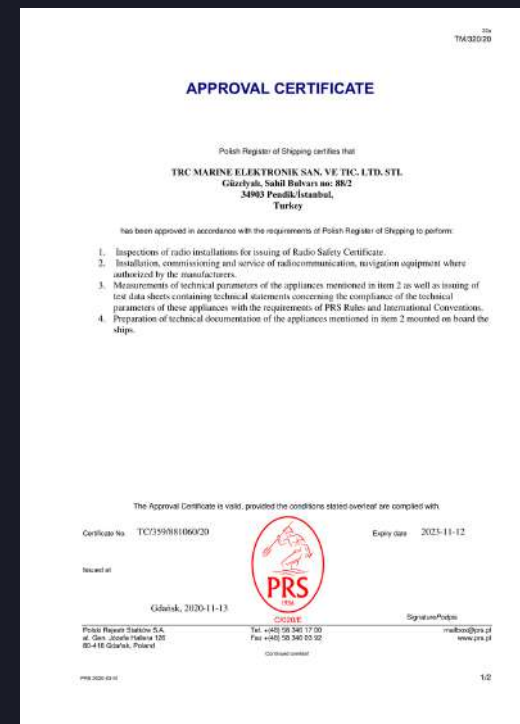 TM/320/20
APPROVAL CERTIFICATE
Polish Register of Shipping certifies that
TRC MARINE ELEKTRONIK SAN. VE TIC. LTD. STI.
Güzelyalı, Sahil Bulvarı no: 88/2
34903 Pendik/İstanbul,
Turkey
has been approved in accordance with the requirements of Polish Register of Shipping to perform:
1. Inspections of radio installations for issuing of Radio Safety Certificate.
2. Installation, commissioning and service of radiocommunication, navigation equipment where
authorized by the manufacturers.
3. Measurements of technical parameters of the appliances mentioned in item 2 as well as issuing of
test data sheets containing technical statements concerning the compliance of the technical
parameters of these appliances with the requirements of PRS Rules and International Conventions.
4. Preparation of technical documentation of the appliances mentioned in item 2 mounted on board the
ships.
The Approval Certificate is valid, provided the conditions stated overleaf are complied with.
Certificate No. TC/359/881060/20
Expiry date 2023-11-12
Issued at
PRS
1936
Gdańsk, 2020-11-13
C/C20/E
Signature/Podpis
Polski Rejestr Statków S.A. Tel. +(48) 58 346 17 00 mailbox@prs.pl
al. Gen. Józefa Hallera 126 Fax +(48) 58 346 03 92 www.prs.pl
80-416 Gdańsk, Poland
Continued overleaf
1/2